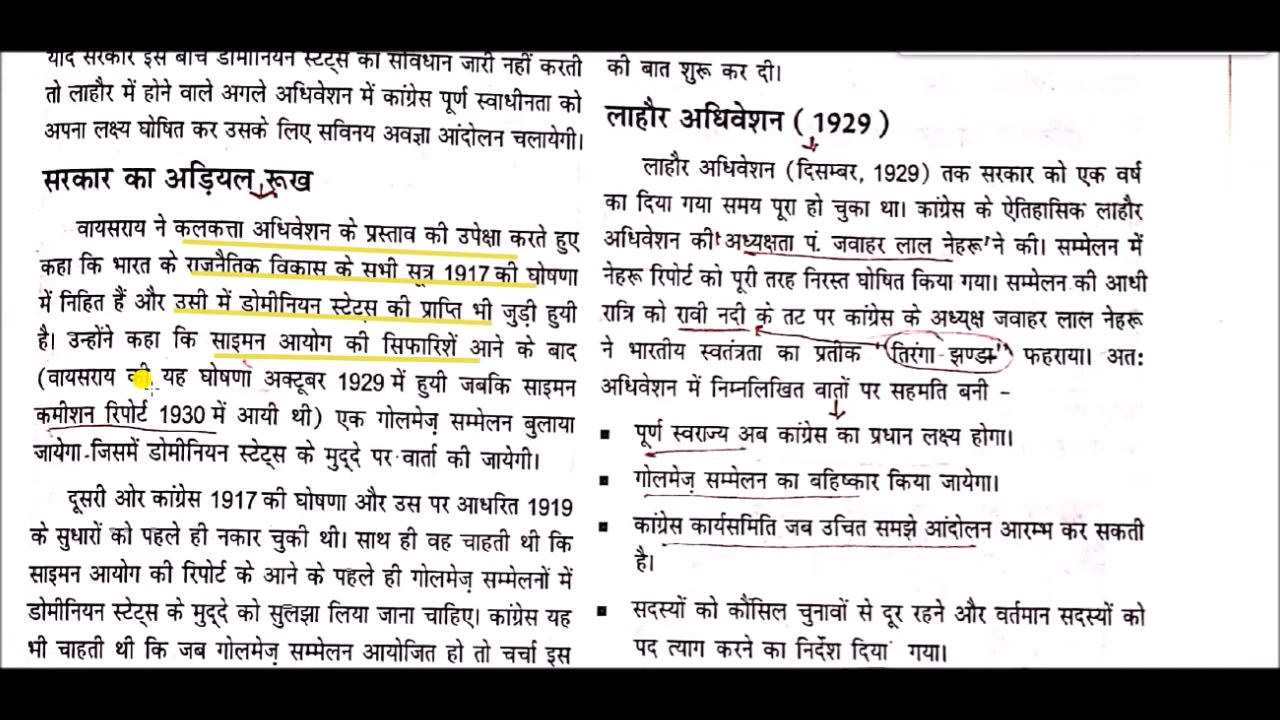 यदि सरकार इस बीच डोमीनियन स्टेट्स का संविधान जारी नहीं करती
तो लाहौर में होने वाले अगले अधिवेशन में कांग्रेस पूर्ण स्वाधीनता को
अपना लक्ष्य घोषित कर उसके लिए सविनय अवज्ञा आंदोलन चलायेगी।
सरकार का अड़ियल रूख
वायसराय ने कलकत्ता अधिवेशन के प्रस्ताव की उपेक्षा करते हुए
कहा कि भारत के राजनैतिक विकास के सभी सूत्र 1917 की घोषणा
में निहित हैं और उसी में डोमीनियन स्टेट्स की प्राप्ति भी जुड़ी हुयी
है। उन्होंने कहा कि साइमन आयोग की सिफारिशें आने के बाद
(वायसराय की यह घोषणा अक्टूबर 1929 में हुयी जबकि साइमन
कमीशन रिपोर्ट 1930 में आयी थी) एक गोलमेज़ सम्मेलन बुलाया
जायेगा-जिसमें डोमीनियन स्टेट्स के मुद्दे पर वार्ता की जायेगी।
दूसरी ओर कांग्रेस 1917 की घोषणा और उस पर आधरित 1919
के सुधारों को पहले ही नकार चुकी थी। साथ ही वह चाहती थी कि
साइमन आयोग की रिपोर्ट के आने के पहले ही गोलमेज़ सम्मेलनों में
डोमीनियन स्टेट्स के मुद्दे को सुलझा लिया जाना चाहिए। कांग्रेस यह
भी चाहती थी कि जब गोलमेज़ सम्मेलन आयोजित हो तो चर्चा इस
की बात शुरू कर दी।
लाहौर अधिवेशन (1929)
लाहौर अधिवेशन (दिसम्बर, 1929) तक सरकार को एक वर्ष
का दिया गया समय पूरा हो चुका था। कांग्रेस के ऐतिहासिक लाहौर
अधिवेशन की अध्यक्षता पं. जवाहर लाल नेहरू ने की। सम्मेलन में
नेहरू रिपोर्ट को पूरी तरह निरस्त घोषित किया गया। सम्मेलन की आधी
रात्रि को रावी नदी के तट पर कांग्रेस के अध्यक्ष जवाहर लाल नेहरू
ने भारतीय स्वतंत्रता का प्रतीक "तिरंगा-झण्डा" फहराया। अत:
अधिवेशन में निम्नलिखित बातों पर सहमति बनी -
▪ पूर्ण स्वराज्य अब कांग्रेस का प्रधान लक्ष्य होगा।
▪ गोलमेज़ सम्मेलन का बहिष्कार किया जायेगा।
▪ कांग्रेस कार्यसमिति जब उचित समझे आंदोलन आरम्भ कर सकती
है।
▪ सदस्यों को कौंसिल चुनावों से दूर रहने और वर्तमान सदस्यों को
पद त्याग करने का निर्देश दिया गया।